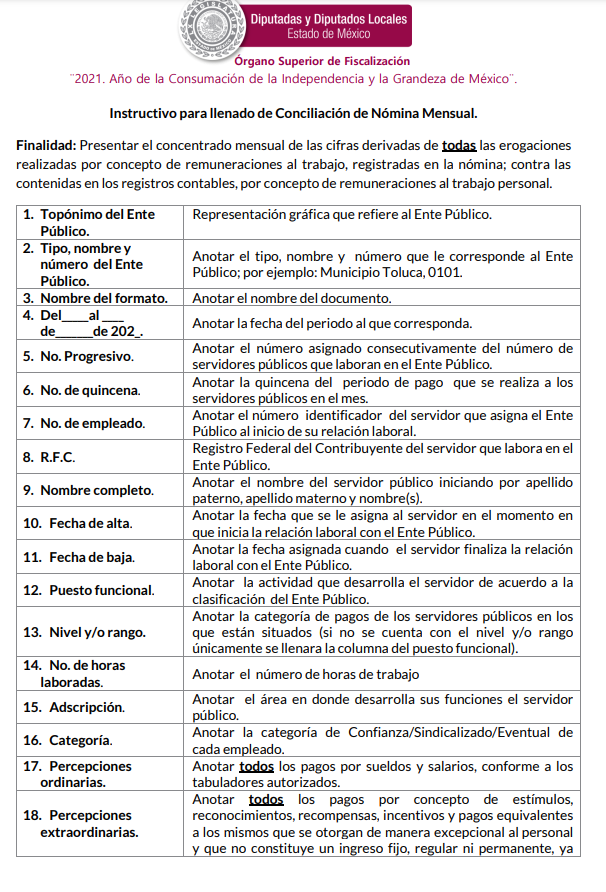 LEGISLATURA
Diputadas y Diputados Locales
Estado de México
Órgano Superior de Fiscalización
¨2021. Año de la Consumación de la Independencia y la Grandeza de México¨.
Instructivo para llenado de Conciliación de Nómina Mensual.
Finalidad: Presentar el concentrado mensual de las cifras derivadas de todas las erogaciones
realizadas por concepto de remuneraciones al trabajo, registradas en la nómina; contra las
contenidas en los registros contables, por concepto de remuneraciones al trabajo personal.
1. Topónimo del Ente
Público.
Representación gráfica que refiere al Ente Público.
2. Tipo, nombre y
número del Ente
Público.
Anotar el tipo, nombre y número que le corresponde al Ente
Público; por ejemplo: Municipio Toluca, 0101.
3. Nombre del formato.
Anotar el nombre del documento.
4. Del____al ___
de______de 202_.
Anotar la fecha del periodo al que corresponda.
5. No. Progresivo.
Anotar el número asignado consecutivamente del número de
servidores públicos que laboran en el Ente Público.
6. No. de quincena.
Anotar la quincena del periodo de pago que se realiza a los
servidores públicos en el mes.
7. No. de empleado.
Anotar el número identificador del servidor que asigna el Ente
Público al inicio de su relación laboral.
8. R.F.C.
Registro Federal del Contribuyente del servidor que labora en el
Ente Público.
9. Nombre completo.
Anotar el nombre del servidor público iniciando por apellido
paterno, apellido materno y nombre(s).
10. Fecha de alta.
Anotar la fecha que se le asigna al servidor en el momento en
que inicia la relación laboral con el Ente Público.
11. Fecha de baja.
Anotar la fecha asignada cuando el servidor finaliza la relación
laboral con el Ente Público.
12. Puesto funcional.
Anotar la actividad que desarrolla el servidor de acuerdo a la
clasificación del Ente Público.
13. Nivel y/o rango.
Anotar la categoría de pagos de los servidores públicos en los
que están situados (si no se cuenta con el nivel y/o rango
únicamente se llenara la columna del puesto funcional).
14. No. de horas
laboradas.
Anotar el número de horas de trabajo
15. Adscripción.
Anotar el área en donde desarrolla sus funciones el servidor
público.
16. Categoría.
Anotar la categoría de Confianza/Sindicalizado/Eventual de
cada empleado.
17. Percepciones
ordinarias.
Anotar todos los pagos por sueldos y salarios, conforme a los
tabuladores autorizados.
18. Percepciones
extraordinarias.
Anotar todos los pagos por concepto de estímulos,
reconocimientos, recompensas, incentivos y pagos equivalentes
a los mismos que se otorgan de manera excepcional al personal
y que no constituye un ingreso fijo, regular ni permanente, ya